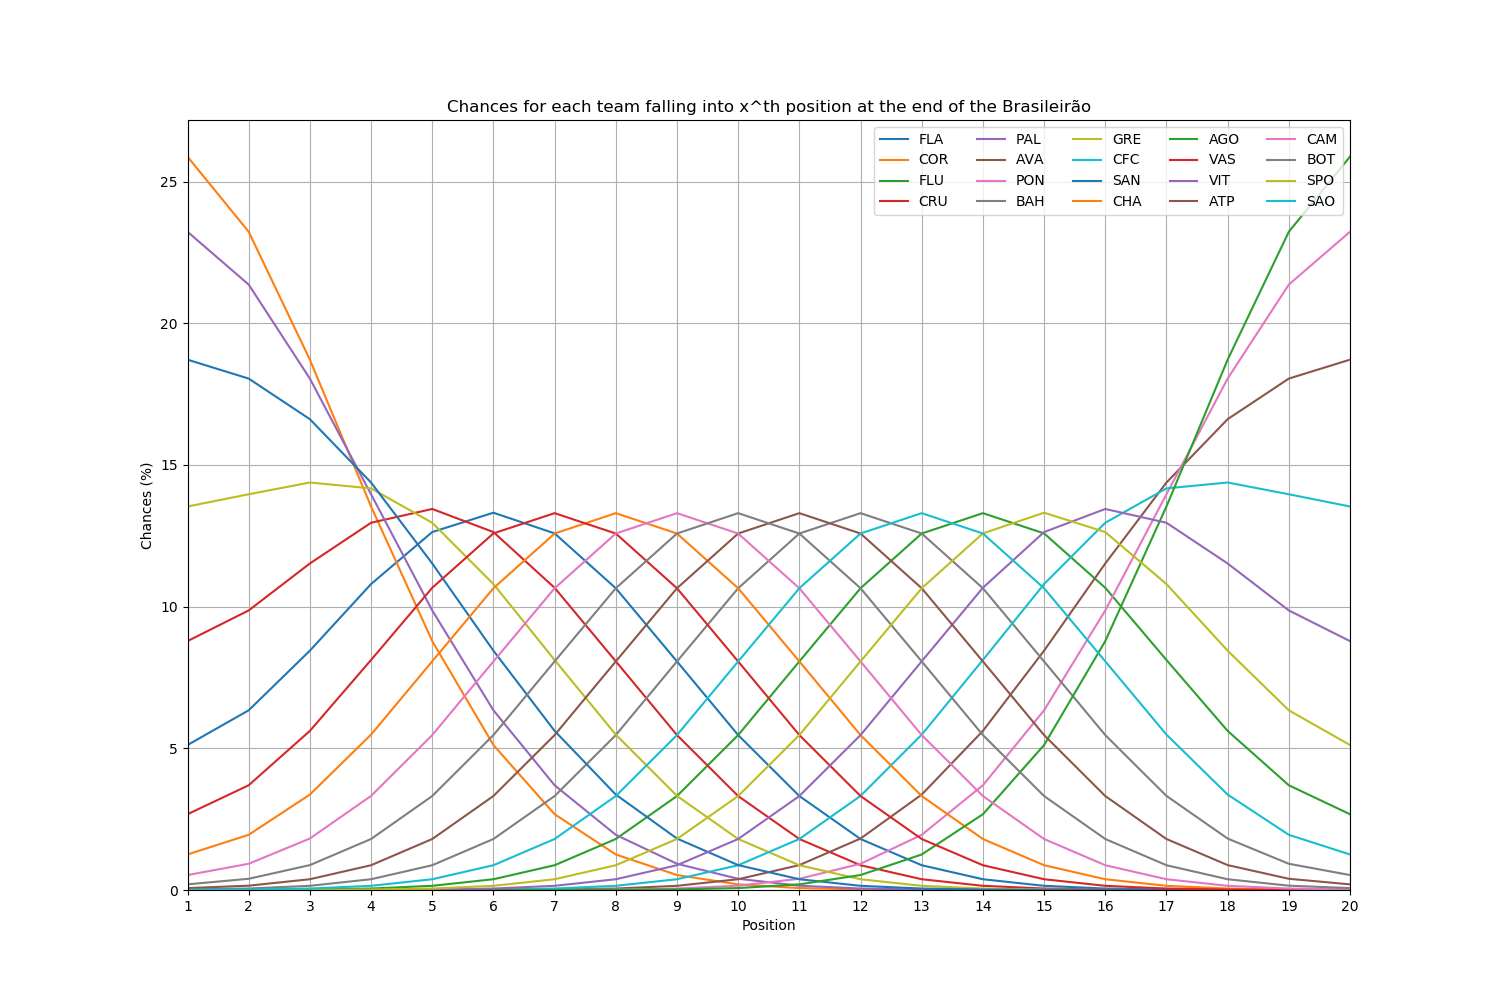 Chances for each team falling into x^th position at the end of the Brasileirão
FLA PAL GRE AGO CAM
COR AVA CFC VAS BOT
FLU PON SAN VIT SPO
CRU BAH CHA ATP SAO
Chances (%)
25
20
15
10
5
0
1 2 3 4 5 6 7 8 9 10 11 12 13 14 15 16 17 18 19 20
Position